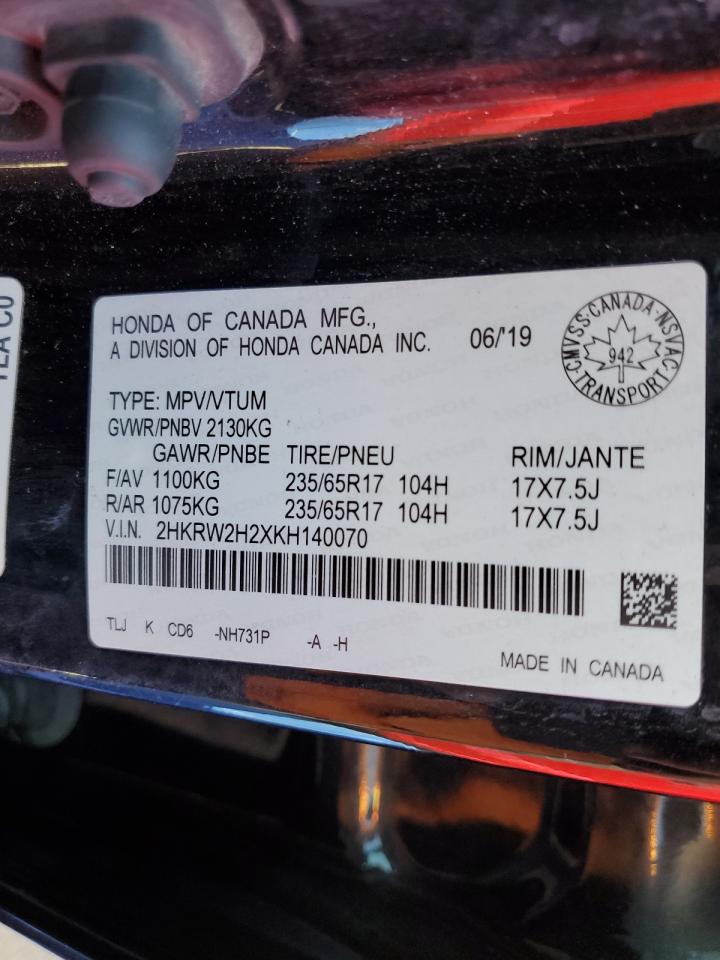 HONDA OF CANADA MFG.,
A DIVISION OF HONDA CANADA INC. 06/'19
CMVSS·CANADA·NSVAC
942
TRANSPORT
TYPE: MPV/VTUM
GVWR/PNBV 2130KG
GAWR/PNBE TIRE/PNEU RIM/JANTE
F/AV 1100KG 235/65R17 104H 17X7.5J
R/AR 1075KG 235/65R17 104H 17X7.5J
V.I.N. 2HKRW2H2XKH140070
TLJ K CD6 -NH731P -A -H
MADE IN CANADA